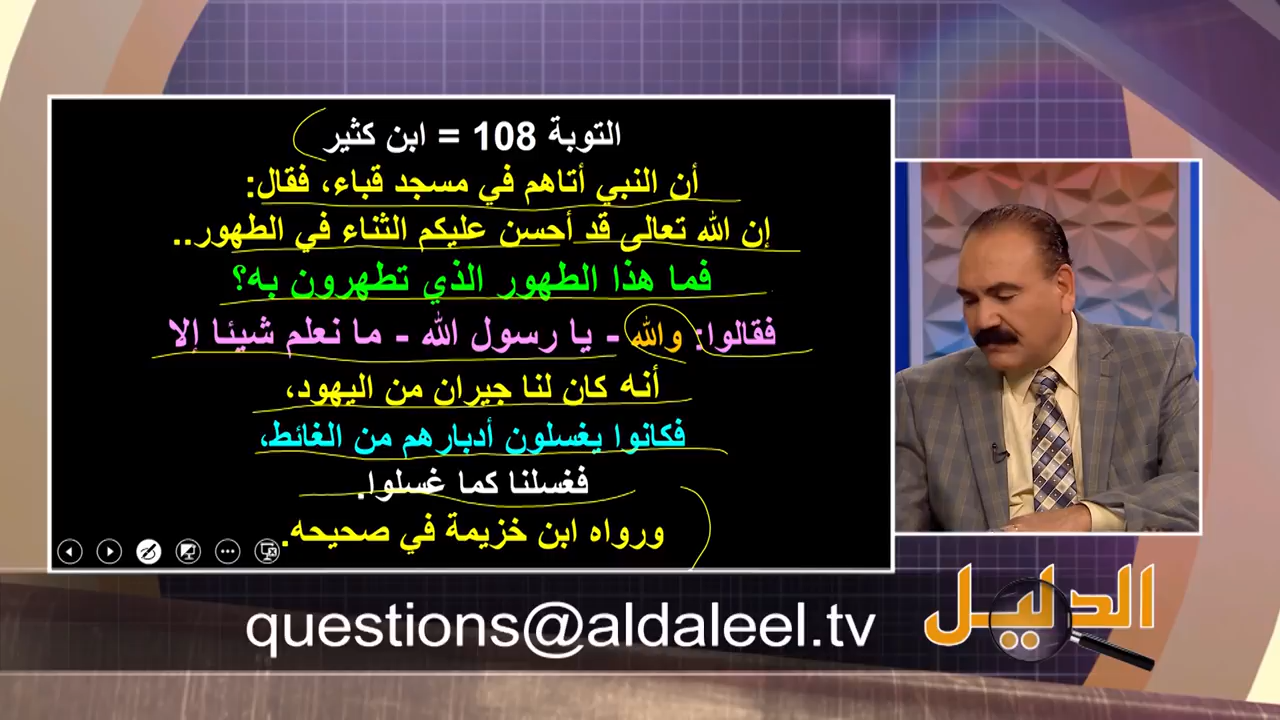 التوبة 108 = ابن كثير
أن النبي أتاهم في مسجد قباء، فقال:
إن الله تعالى قد أحسن عليكم الثناء في الطهور..
فما هذا الطهور الذي تطهرون به؟
فقالوا: والله - يا رسول الله - ما نعلم شيئا إلا
أنه كان لنا جيران من اليهود،
فكانوا يغسلون أدبارهم من الغائط،
فغسلنا كما غسلوا.
ورواه ابن خزيمة في صحيحه.
الدليل
questions@aldaleel.tv